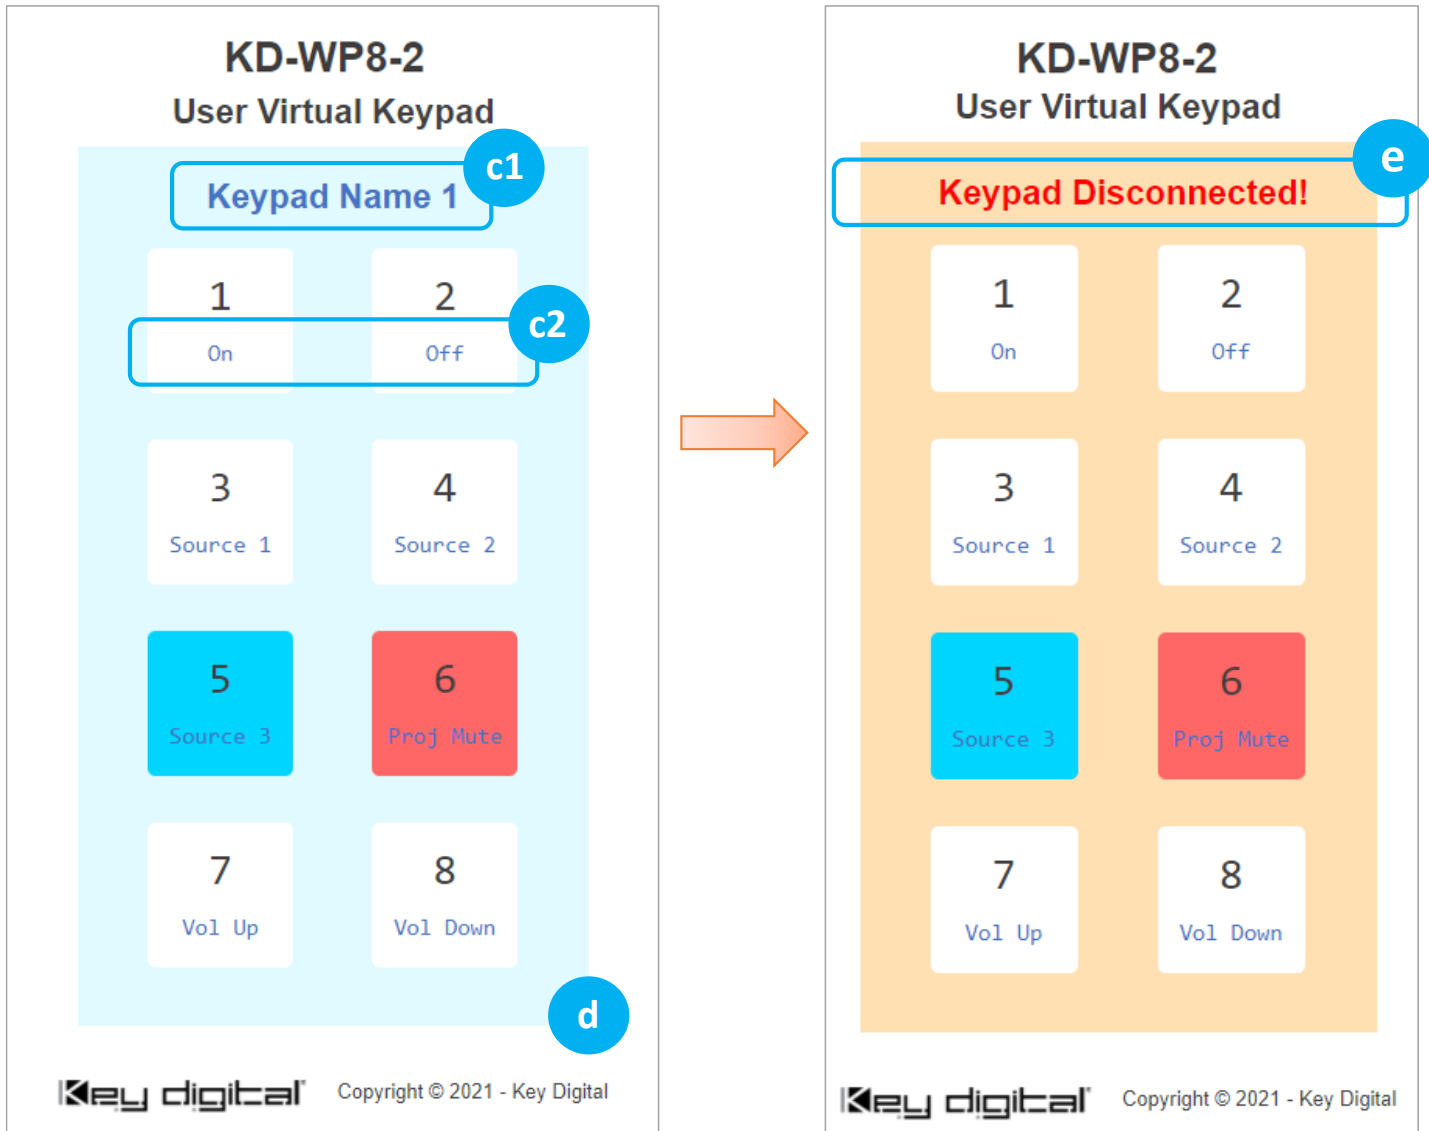 KD-WP8-2
User Virtual Keypad
c1
Keypad Name 1
1
2
c2
On
Off
3
4
Source 1
Source 2
5
6
Source 3
Proj Mute
7
8
Vol Up
Vol Down
d
Key digital
Copyright © 2021 - Key Digital
KD-WP8-2
User Virtual Keypad
e
Keypad Disconnected!
1
2
On
Off
3
4
Source 1
Source 2
5
6
Source 3
Proj Mute
7
8
Vol Up
Vol Down
Key digital
Copyright © 2021 - Key Digital